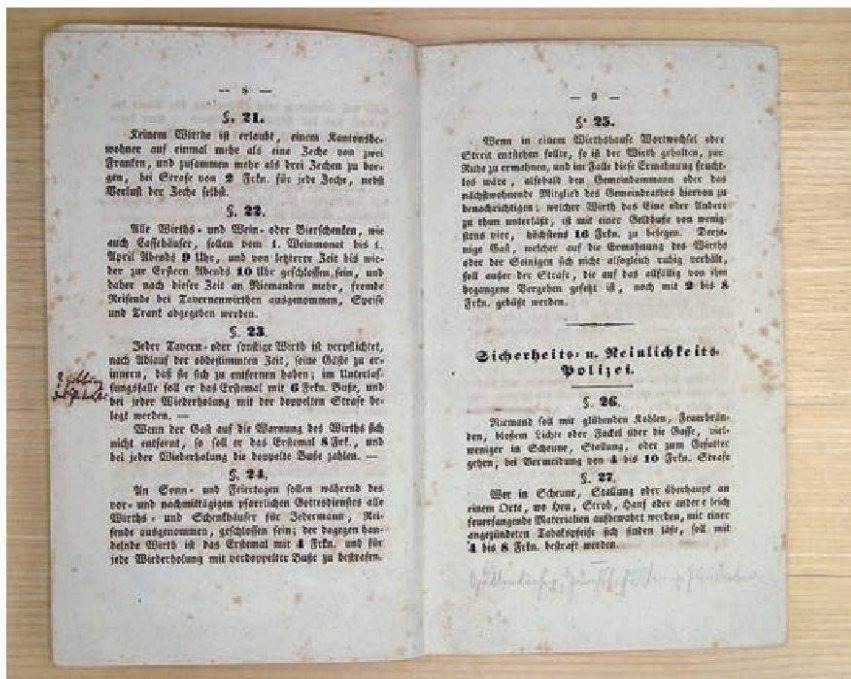 — 8 —
§. 21.
Keinem Wirthe ist erlaubt, einem Kantonsbe-
wohner auf einmal mehr als eine Zeche von zwei
Franken, und zusammen mehr als drei Zechen zu bor-
gen, bei Strafe von 2 Frkn. für jede Zeche, nebst
Verlust der Zeche selbst.
§. 22.
Alle Wirths- und Wein- oder Bierschenken, wie
auch Caffehäuser, sollen vom 1. Weinmonat bis 1.
April Abends 9 Uhr, und von letzterer Zeit bis wie-
der zur Erstern Abends 10 Uhr geschlossen sein, und
daher nach dieser Zeit an Niemanden mehr, fremde
Reisende bei Tavernenwirthen ausgenommen, Speise
und Trank abgegeben werden.
§. 23.
Jeder Tavern- oder sonstige Wirth ist verpflichtet,
nach Ablauf der obbestimmten Zeit, seine Gäste zu er-
innern, daß sie sich zu entfernen haben; im Unterlas-
sungsfalle soll er das Erstemal mit 6 Frkn. Buße, und
bei jeder Wiederholung mit der doppelten Strafe be-
legt werden. —
Wenn der Gast auf die Warnung des Wirths sich
nicht entfernt, so soll er das Erstemal 8 Frk., und
bei jeder Wiederholung die doppelte Buße zahlen. —
§. 24.
An Sonn- und Feiertagen sollen während des
vor- und nachmittägigen pfarrlichen Gottesdienstes alle
Wirths- und Schenkhäuser für Jedermann, Rei-
sende ausgenommen, geschlossen sein; der dagegen han-
delnde Wirth ist das Erstemal mit 4 Frkn. und für
jede Wiederholung mit verdoppelter Buße zu bestrafen.
— 9 —
§. 25.
Wenn in einem Wirthshause Wortwechsel oder
Streit entstehen sollte, so ist der Wirth gehalten, zur
Ruhe zu ermahnen, und im Falle diese Ermahnung frucht-
los wäre, alsobald den Gemeindammann oder das
nächstwohnende Mitglied des Gemeindrathes hiervon zu
benachrichtigen; welcher Wirth das Eine oder Andere
zu thun unterläßt, ist mit einer Geldbuße von wenig-
stens vier, höchstens 16 Frkn. zu belegen. Derje-
nige Gast, welcher auf die Ermahnung des Wirths
oder der Seinigen sich nicht alsogleich ruhig verhält,
soll außer der Strafe, die auf das allfällig von ihm
begangene Vergehen gesetzt ist, noch mit 2 bis 8
Frkn. gebüßt werden.
Sicherheits- u. Reinlichkeits-
Polizei.
§. 26.
Niemand soll mit glühenden Kohlen, Feuerbrän-
den, bloßem Lichte oder Fackel über die Gasse, viel-
weniger in Scheune, Stallung, oder zum Gefutter
gehen, bei Vermeidung von 4 bis 10 Frkn. Strafe
§. 27.
Wer in Scheune, Stallung oder überhaupt an
einem Orte, wo Heu, Stroh, Hanf oder andere leich
feuerfangende Materialien aufbewahrt werden, mit einer
angezündeten Tabakspfeife sich finden läßt, soll mit
4 bis 8 Frkn. bestraft werden.